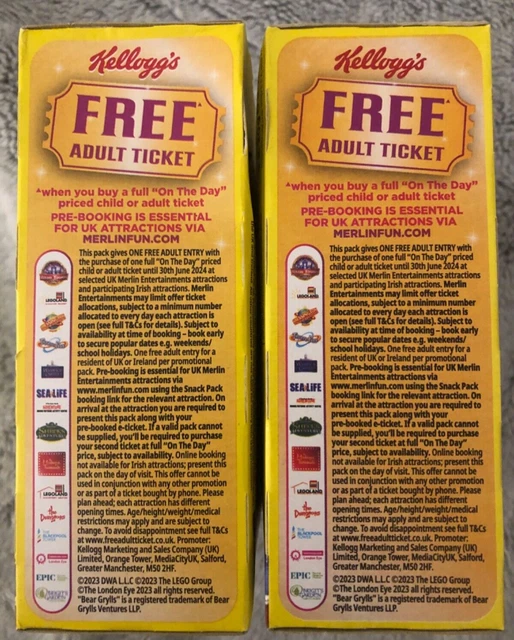 Kellogg's
FREE^
ADULT TICKET
^when you buy a full "On The Day"
priced child or adult ticket
PRE-BOOKING IS ESSENTIAL
FOR UK ATTRACTIONS VIA
MERLINFUN.COM
This pack gives ONE FREE ADULT ENTRY with
the purchase of one full "On Day" priced
child or adult ticket until 30th June 2024 at
selected UK Merlin Entertainments attractions
and participating Irish attractions. Merlin
Entertainments may limit offer ticket
allocations, subject to a minimum number
allocated to every day each attraction is
open (see full T&Cs for details). Subject to
availability at time of booking – book early
to secure popular dates e.g. weekends/
school holidays. One free adult entry for a
resident of UK or Ireland per promotional
pack. Pre-booking is essential for UK Merlin
Entertainments attractions via
www.merlinfun.com using the Snack Pack
booking link for the relevant attraction. On
arrival at the attraction you are required to
present this pack along with your
pre-booked e-ticket. If a valid pack cannot
be supplied, you'll be required to purchase
your second ticket at full "On The Day"
price, subject to availability. Online booking
not available for Irish attractions; present this
pack on the day of visit. This offer cannot be
used in conjunction with any other promotion
or as part of a ticket bought by phone. Please
plan ahead; each attraction has different
opening times. Age/height/weight/medical
restrictions may apply and are subject to
change. To avoid disappointment see full T&Cs
at www.freeadultticket.co.uk. Promoter:
Kellogg Marketing and Sales Company (UK)
Limited, Orange Tower, MediaCityUK, Salford,
Greater Manchester, M50 2HF.
©2023 DWA L.L.C ©2023 The LEGO Group
©The London Eye 2023 all rights reserved.
"Bear Grylls" is a registered trademark of Bear
Grylls Ventures LLP.
LEGOLAND
SEA LIFE
LEGOLAND
the Dungeons
THE BLACKPOOL TOWER
EPIC
Kellogg's
FREE^
ADULT TICKET
^when you buy a full "On The Day"
priced child or adult ticket
PRE-BOOKING IS ESSENTIAL
FOR UK ATTRACTIONS VIA
MERLINFUN.COM
This pack gives ONE FREE ADULT ENTRY with
the purchase of one full "On The Day" priced
child or adult ticket until 30th June 2024 at
selected UK Merlin Entertainments attractions
and participating Irish attractions. Merlin
Entertainments may limit offer ticket
allocations, subject to a minimum number
allocated to every day each attraction is
open (see full T&Cs for details). Subject to
availability at time of booking – book early
to secure popular dates e.g. weekends/
school holidays. One free adult entry for a
resident of UK or Ireland per promotional
pack. Pre-booking is essential for UK Merlin
Entertainments attractions via
www.merlinfun.com using the Snack Pack
booking link for the relevant attraction. On
arrival at the attraction you are required to
present this pack along with your
pre-booked e-ticket. If a valid pack cannot
be supplied, you'll be required to purchase
your second ticket at full "On The Day"
price, subject to availability. Online booking
not available for Irish attractions; present this
pack on the day of visit. This offer cannot be
used in conjunction with any other promotion
or as part of a ticket bought by phone. Please
plan ahead; each attraction has different
opening times. Age/height/weight/medical
restrictions may apply and are subject to
change. To avoid disappointment see full T&Cs
at www.freeadultticket.co.uk. Promoter:
Kellogg Marketing and Sales Company (UK)
Limited, Orange Tower, MediaCityUK, Salford,
Greater Manchester, M50 2HF.
©2023 DWA L.L.C ©2023 The LEGO Group
©The London Eye 2023 all rights reserved.
"Bear Grylls" is a registered trademark of Bear
Grylls Ventures LLP.
SEA LIFE
LEGOLAND
the Dungeons
THE BLACKPOOL TOWER
EPIC